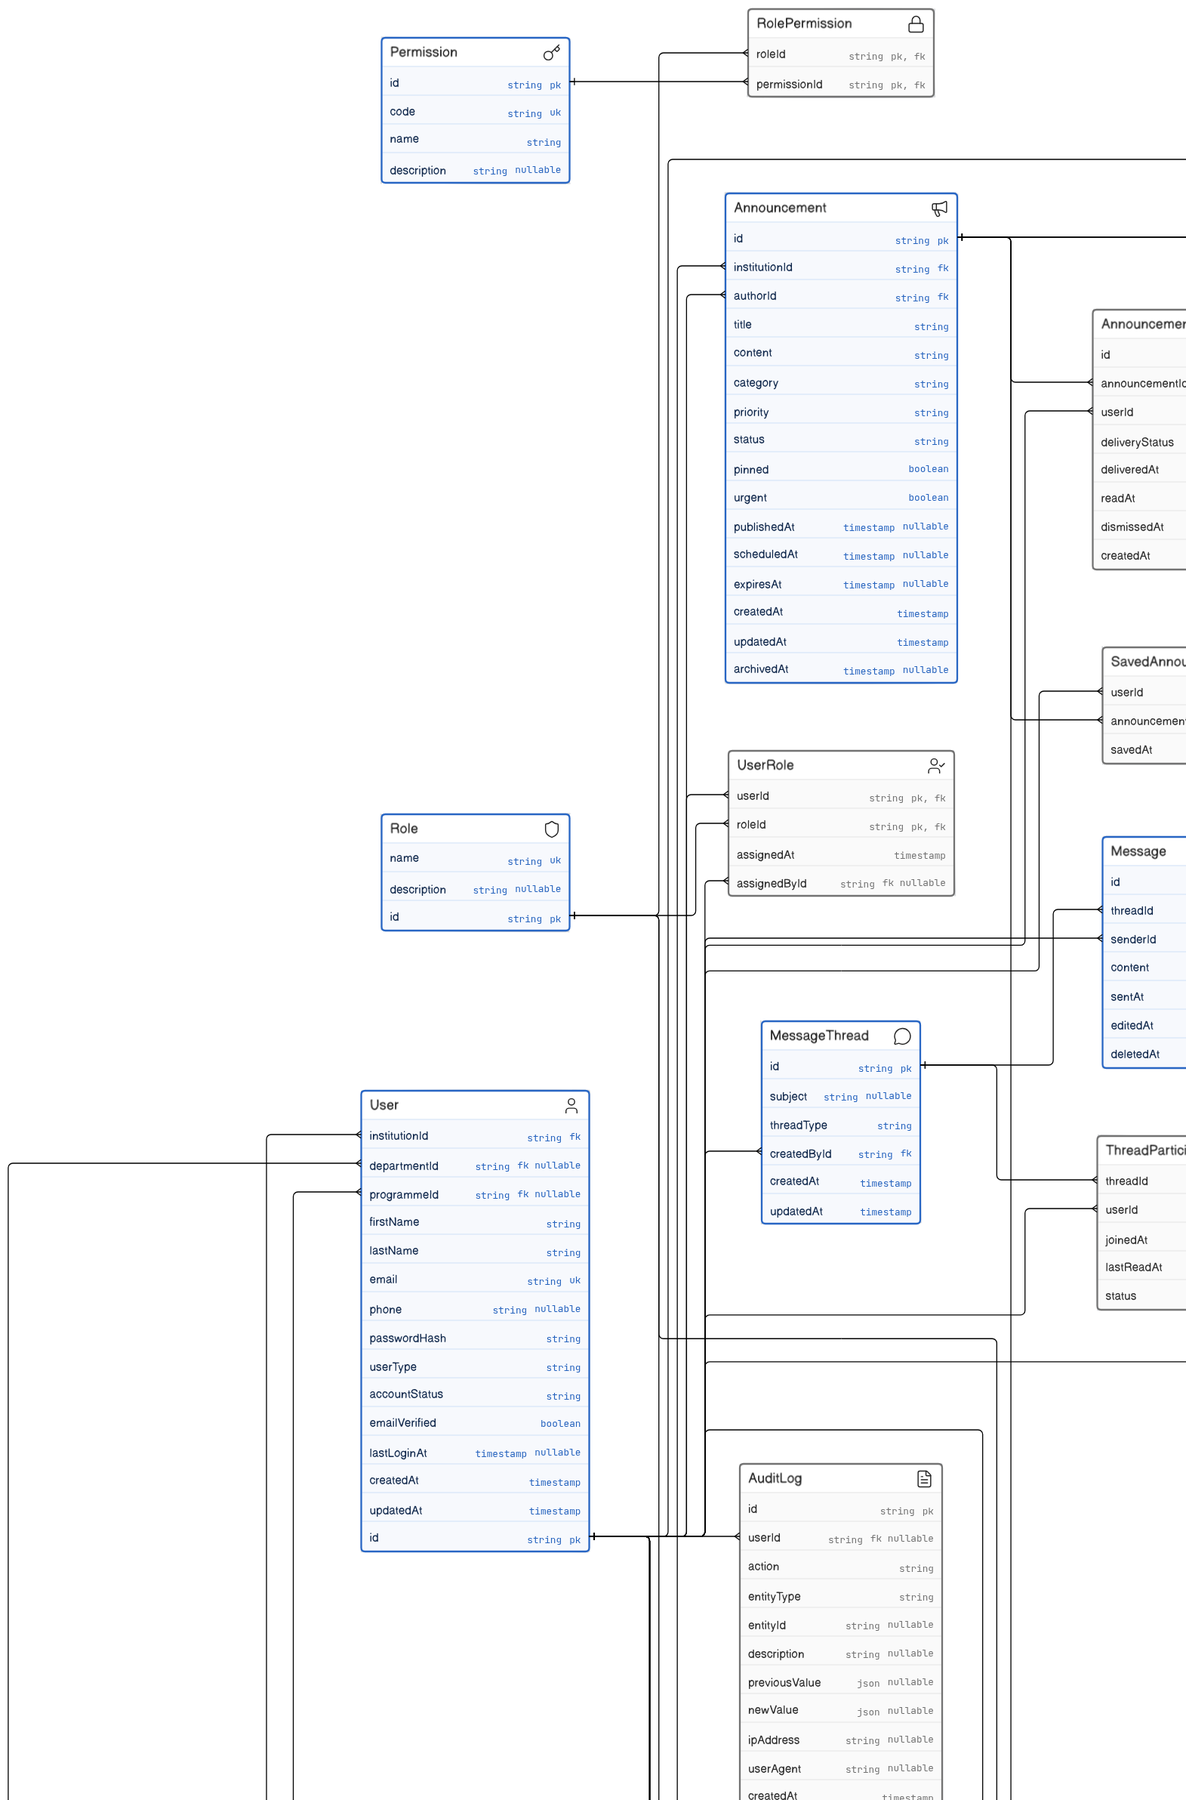 RolePermission
roleId string pk, fk
permissionId string pk, fk
Permission
id string pk
code string uk
name string
description string nullable
Announcement
id string pk
institutionId string fk
authorId string fk
title string
content string
category string
priority string
status string
pinned boolean
urgent boolean
publishedAt timestamp nullable
scheduledAt timestamp nullable
expiresAt timestamp nullable
createdAt timestamp
updatedAt timestamp
archivedAt timestamp nullable
id
userId
deliveryStatus
deliveredAt
readAt
dismissedAt
createdAt
userId
savedAt
UserRole
userId string pk, fk
roleId string pk, fk
assignedAt timestamp
assignedById string fk nullable
Role
name string uk
description string nullable
id string pk
Message
id
threadId
senderId
content
sentAt
editedAt
deletedAt
MessageThread
id string pk
subject string nullable
threadType string
createdById string fk
createdAt timestamp
updatedAt timestamp
User
institutionId string fk
departmentId string fk nullable
programmeId string fk nullable
firstName string
lastName string
email string uk
phone string nullable
passwordHash string
userType string
accountStatus string
emailVerified boolean
lastLoginAt timestamp nullable
createdAt timestamp
updatedAt timestamp
id string pk
threadId
userId
joinedAt
lastReadAt
status
AuditLog
id string pk
userId string fk nullable
action string
entityType string
entityId string nullable
description string nullable
previousValue json nullable
newValue json nullable
ipAddress string nullable
userAgent string nullable
createdAt timestamp